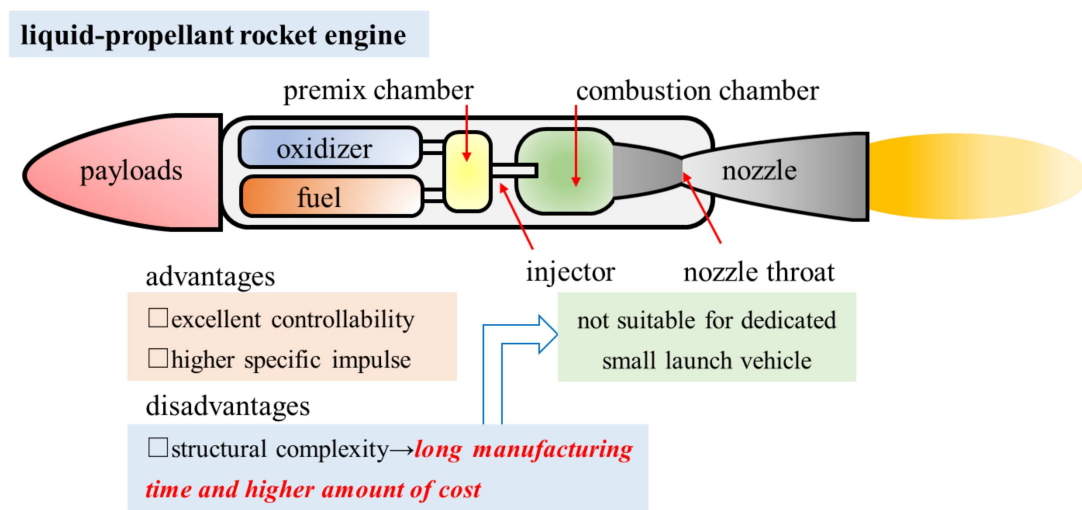 liquid-propellant rocket engine
premix chamber
combustion chamber
payloads
oxidizer
fuel
nozzle
injector
nozzle throat
advantages
□excellent controllability
□higher specific impulse
not suitable for dedicated
small launch vehicle
disadvantages
□structural complexity→long manufacturing
time and higher amount of cost